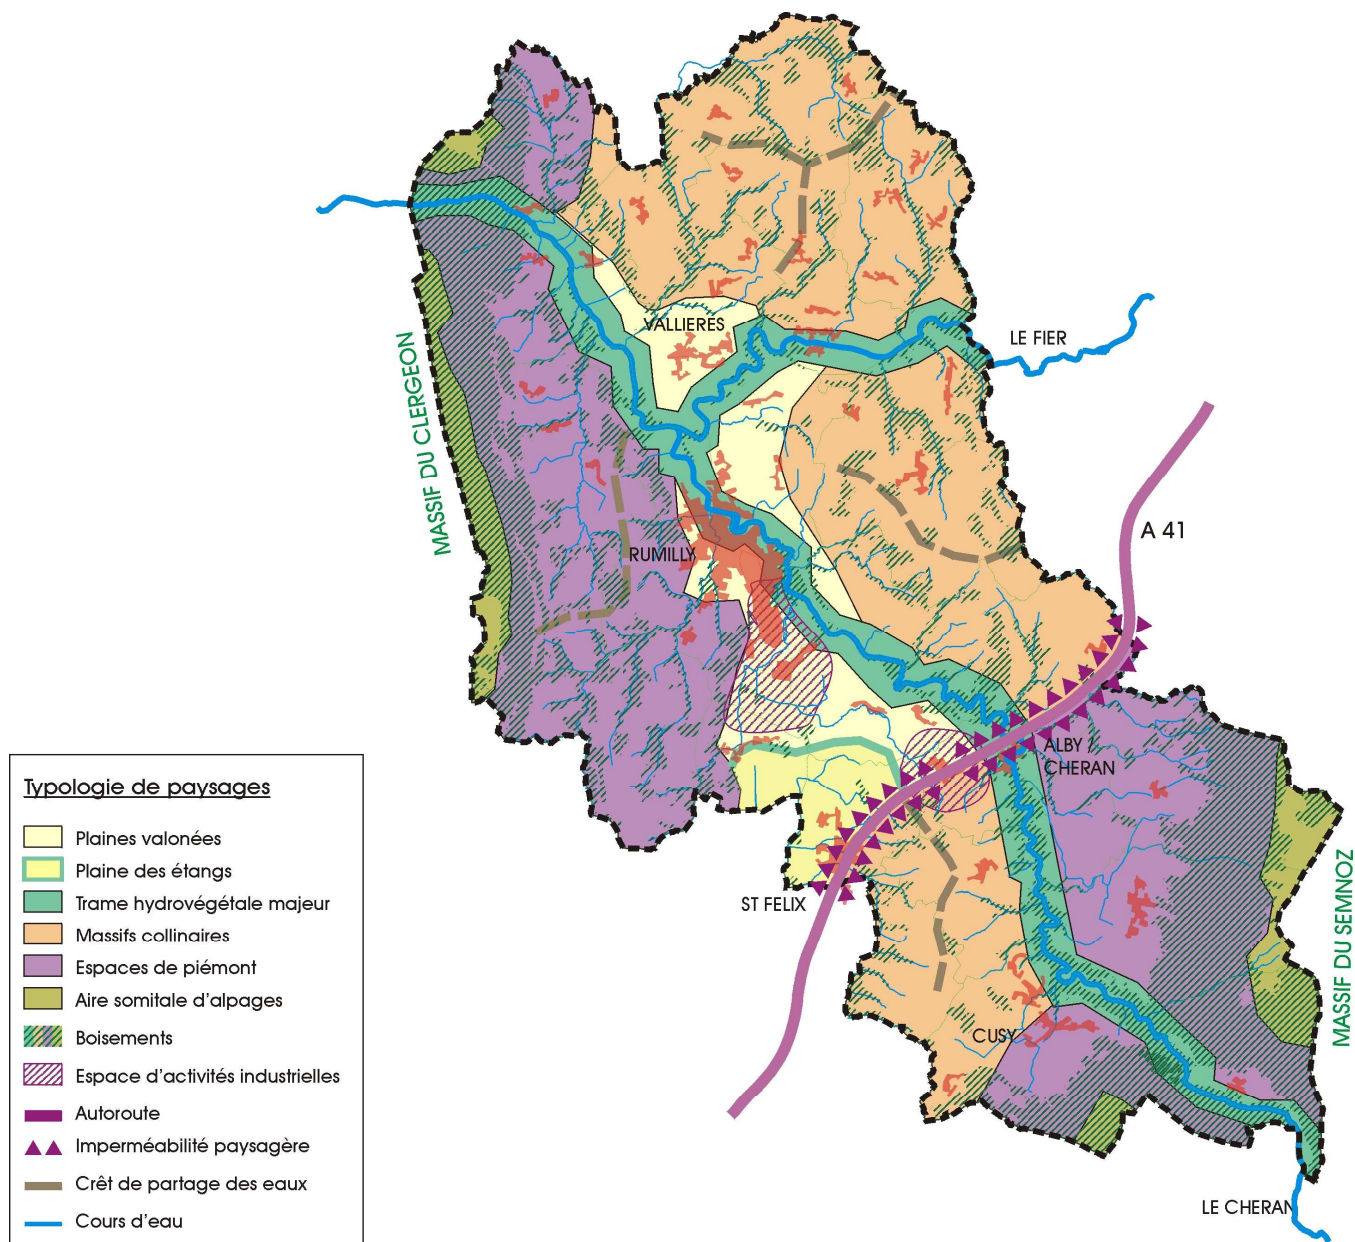 VALLIERES
LE FIER
MASSIF DU CLERGEON
A 41
RUMILLY
ALBY /
CHERAN
ST FELIX
MASSIF DU SEMNOZ
CUSY
LE CHERAN
Typologie de paysages
Plaines valonées
Plaine des étangs
Trame hydrovégétale majeur
Massifs collinaires
Espaces de piémont
Aire somitale d'alpages
Boisements
Espace d'activités industrielles
Autoroute
Imperméabilité paysagère
Crêt de partage des eaux
Cours d'eau